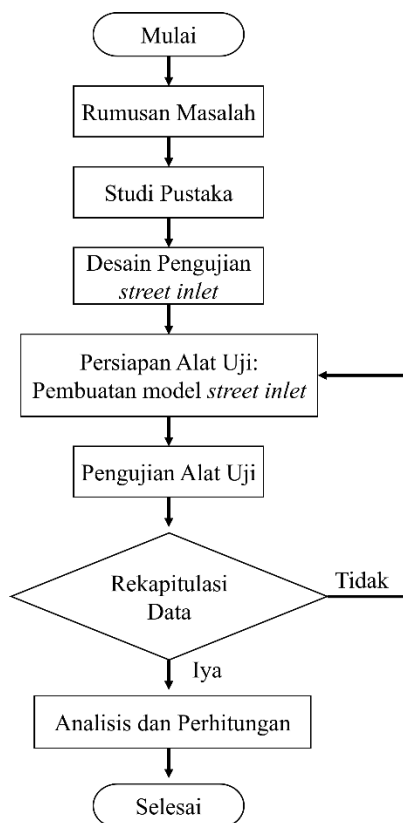 Mulai
Rumusan Masalah
Studi Pustaka
Desain Pengujian
street inlet
Persiapan Alat Uji:
Pembuatan model street inlet
Pengujian Alat Uji
Rekapitulasi
Data
Tidak
Iya
Analisis dan Perhitungan
Selesai